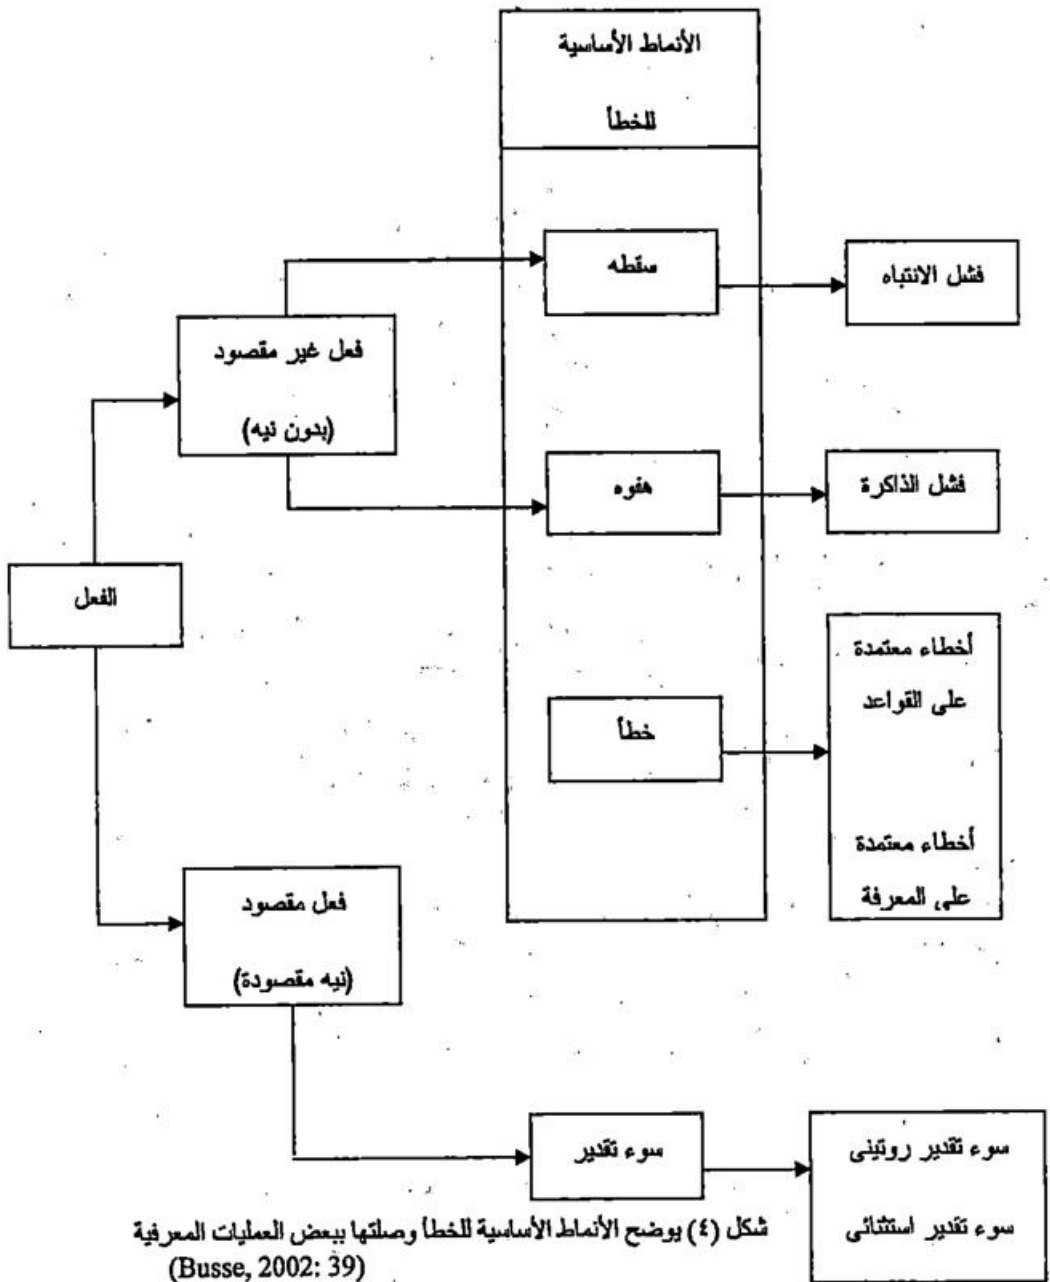 الأنماط الأساسية
للخطأ
سقطه
فشل الانتباه
فعل غير مقصود
(بدون نيه)
هفوه
فشل الذاكرة
الفعل
أخطاء معتمدة
على القواعد
خطأ
أخطاء معتمدة
على المعرفة
فعل مقصود
(نيه مقصودة)
سوء تقدير
سوء تقدير روتينى
سوء تقدير استثنائى
شكل (٤) يوضح الأنماط الأساسية للخطأ وصلتها ببعض العمليات المعرفية
(Busse, 2002: 39)